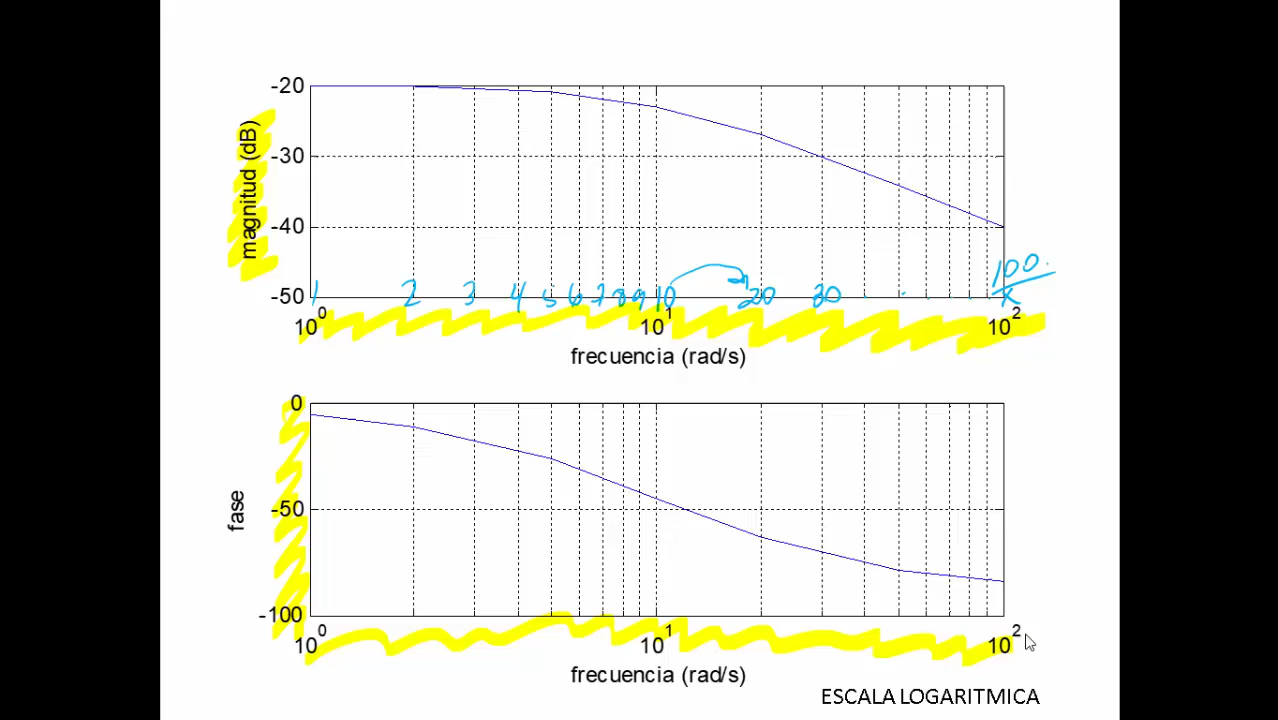 -20
magnitud (dB)
-30
-40
-50
1 2 3 4 5 6 7 8 9 10 20 30 100
10^0 10^1 10^2
frecuencia (rad/s)
0
fase
-50
-100
10^0 10^1 10^2
frecuencia (rad/s)
ESCALA LOGARITMICA